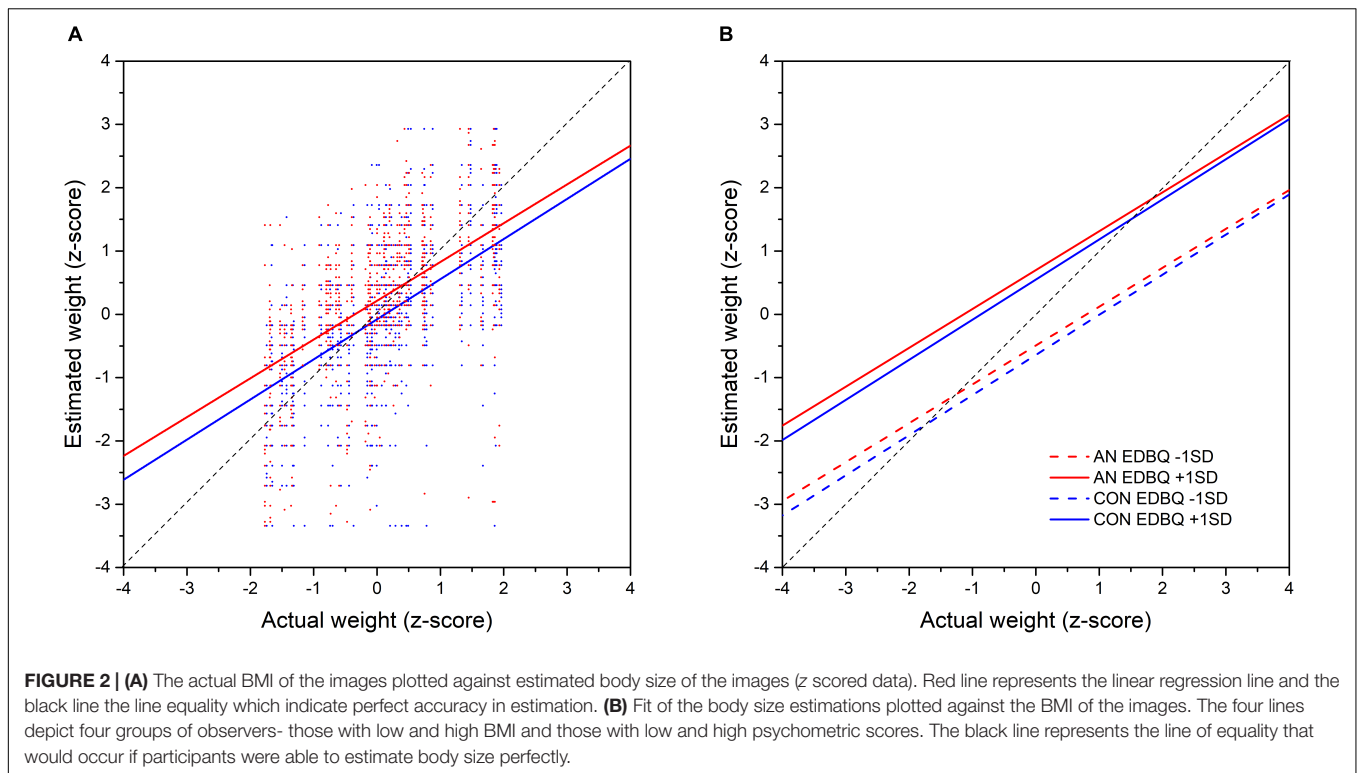 A
B
4
3
2
1
0
-1
-2
-3
-4
Estimated weight (z-score)
-4 -3 -2 -1 0 1 2 3 4
Actual weight (z-score)
4
3
2
1
0
-1
-2
-3
-4
Estimated weight (z-score)
AN EDBQ -1SD
AN EDBQ +1SD
CON EDBQ -1SD
CON EDBQ +1SD
-4 -3 -2 -1 0 1 2 3 4
Actual weight (z-score)
FIGURE 2 | (A) The actual BMI of the images plotted against estimated body size of the images (z scored data). Red line represents the linear regression line and the
black line the line equality which indicate perfect accuracy in estimation. (B) Fit of the body size estimations plotted against the BMI of the images. The four lines
depict four groups of observers- those with low and high BMI and those with low and high psychometric scores. The black line represents the line of equality that
would occur if participants were able to estimate body size perfectly.